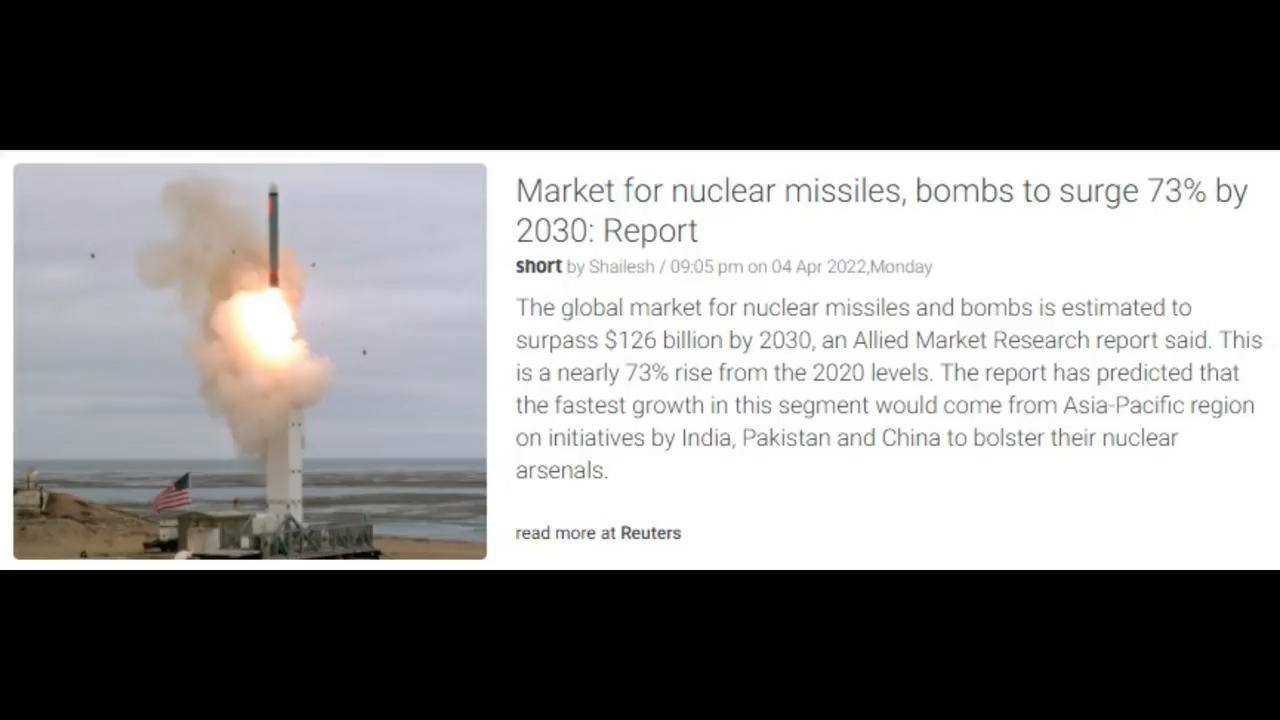 Market for nuclear missiles, bombs to surge 73% by
2030: Report
short by Shailesh / 09:05 pm on 04 Apr 2022,Monday
The global market for nuclear missiles and bombs is estimated to
surpass $126 billion by 2030, an Allied Market Research report said. This
is a nearly 73% rise from the 2020 levels. The report has predicted that
the fastest growth in this segment would come from Asia-Pacific region
on initiatives by India, Pakistan and China to bolster their nuclear
arsenals.
read more at Reuters